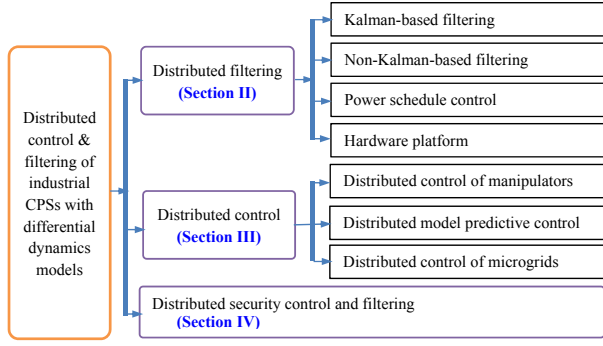 Distributed
control &
filtering of
industrial
CPSs with
differential
dynamics
models
Distributed filtering
(Section II)
Kalman-based filtering
Non-Kalman-based filtering
Power schedule control
Hardware platform
Distributed control
(Section III)
Distributed control of manipulators
Distributed model predictive control
Distributed control of microgrids
Distributed security control and filtering
(Section IV)